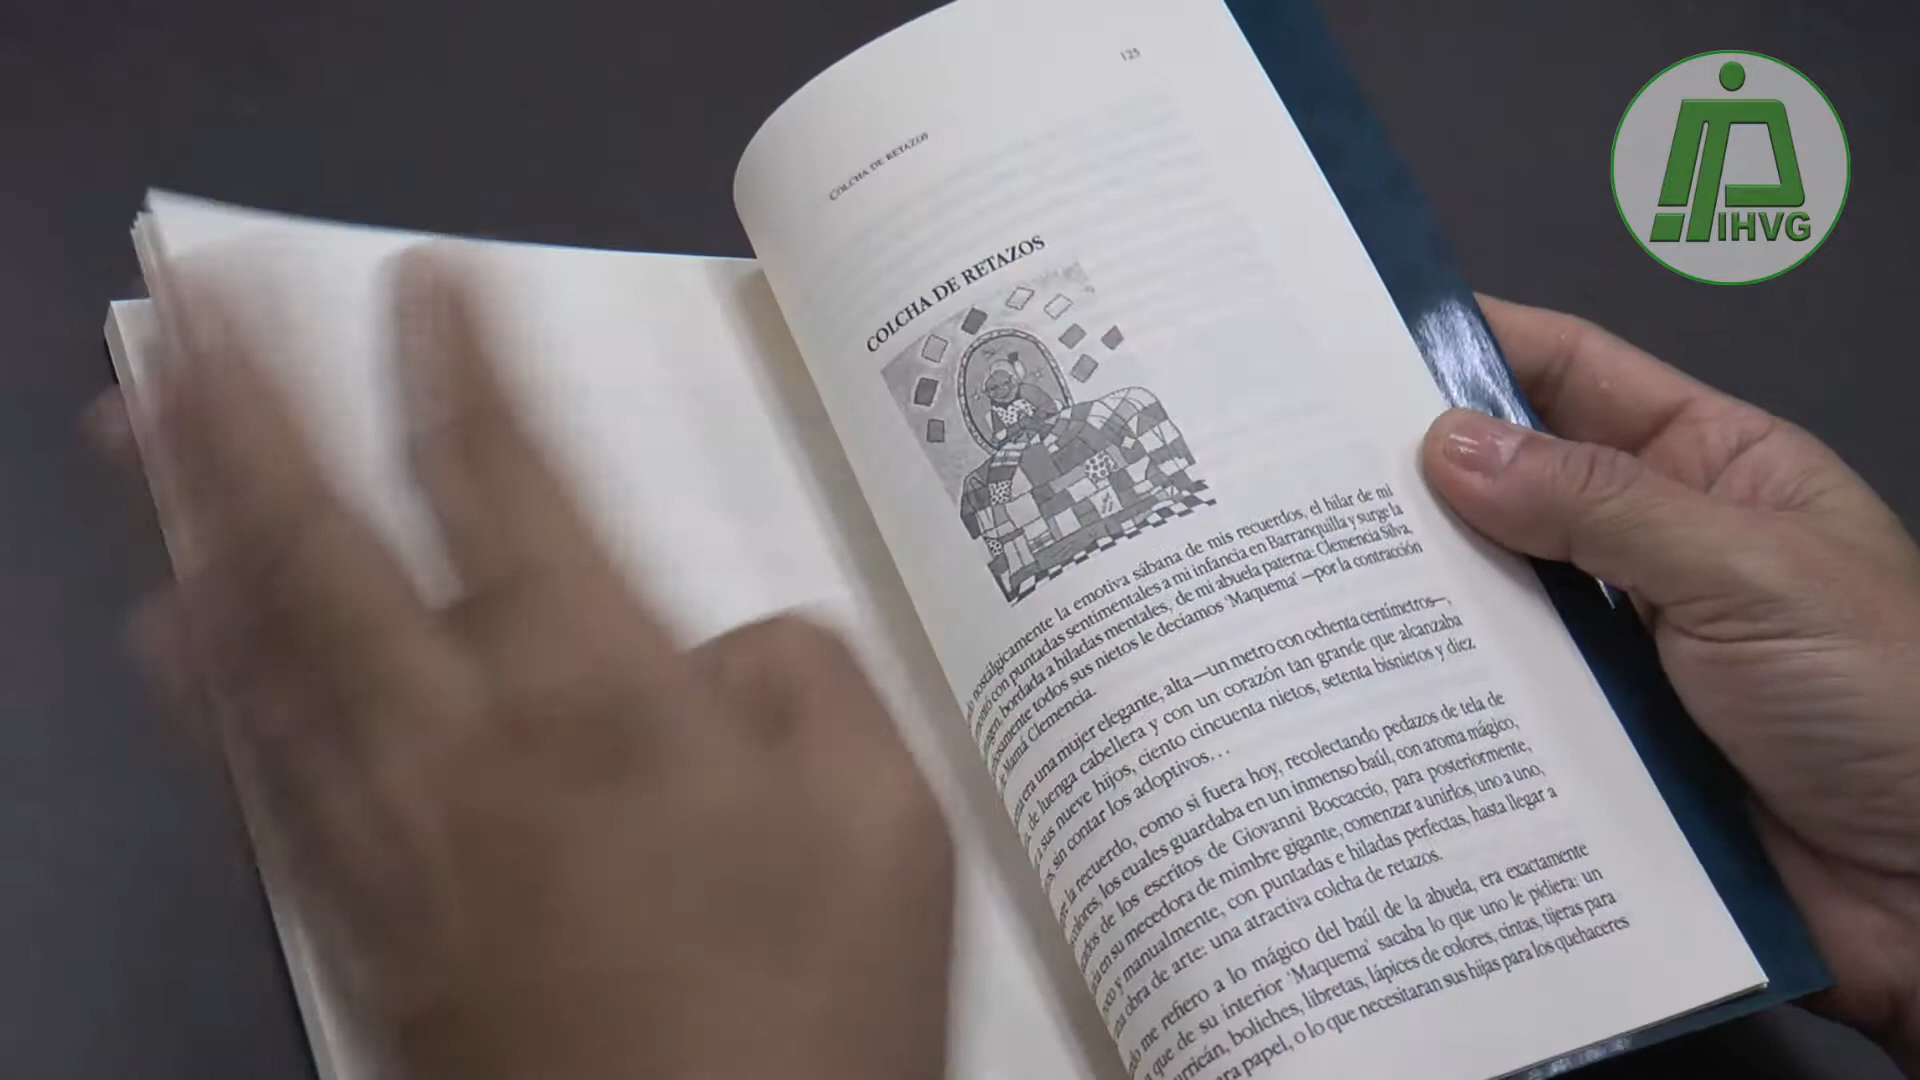 125
COLCHA DE RETAZOS
COLCHA DE RETAZOS
nostálgicamente la emotiva sábana de mis recuerdos, el hilar de mi
con puntadas sentimentales a mi infancia en Barranquilla y surge la
bordada a hiladas mentales, de mi abuela paterna: Clemencia Silva,
todos sus nietos le decíamos ‘Maquema’ —por la contracción
de Mamá Clemencia.
era una mujer elegante, alta —un metro con ochenta centímetros—,
de luenga cabellera y con un corazón tan grande que alcanzaba
a sus nueve hijos, ciento cincuenta nietos, setenta bisnietos y diez
sin contar los adoptivos…
la recuerdo, como si fuera hoy, recolectando pedazos de tela de
colores, los cuales guardaba en un inmenso baúl, con aroma mágico,
de los escritos de Giovanni Boccaccio, para posteriormente,
en su mecedora de mimbre gigante, comenzar a unirlos, uno a uno,
y manualmente, con puntadas e hiladas perfectas, hasta llegar a
obra de arte: una atractiva colcha de retazos.
me refiero a lo mágico del baúl de la abuela, era exactamente
que de su interior ‘Maquema’ sacaba lo que uno le pidiera: un
boliches, libretas, lápices de colores, cintas, tijeras para
papel, o lo que necesitaran sus hijas para los quehaceres
IHVG